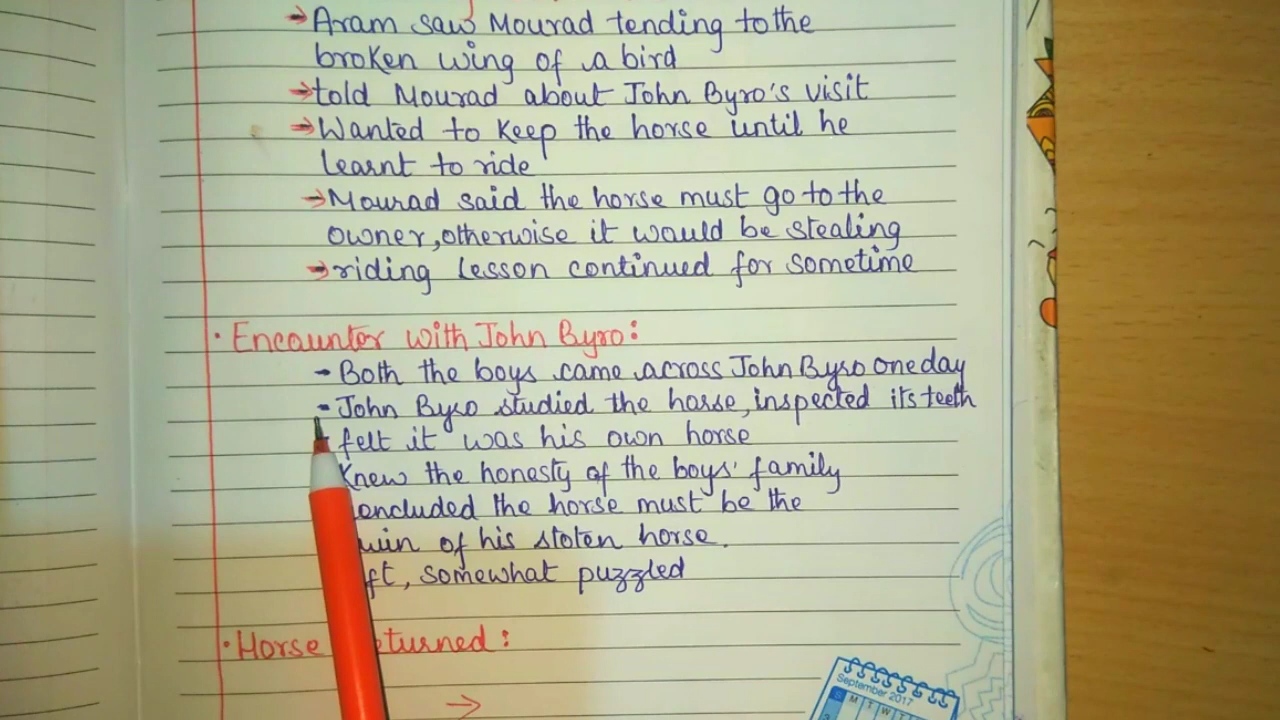 →Aram saw Mourad tending to the
broken wing of a bird
→told Mourad about John Byro's visit
→Wanted to keep the horse until he
learnt to ride
→Mourad said the horse must go to the
owner, otherwise it would be stealing
→riding lesson continued for sometime
· Encounter with John Byro:
- Both the boys came across John Byro one day
- John Byro studied the horse, inspected its teeth
- felt it was his own horse
Knew the honesty of the boys' family
the horse must be the
of his stolen horse.
, somewhat puzzled
· Horse
→
September 2017
M T W